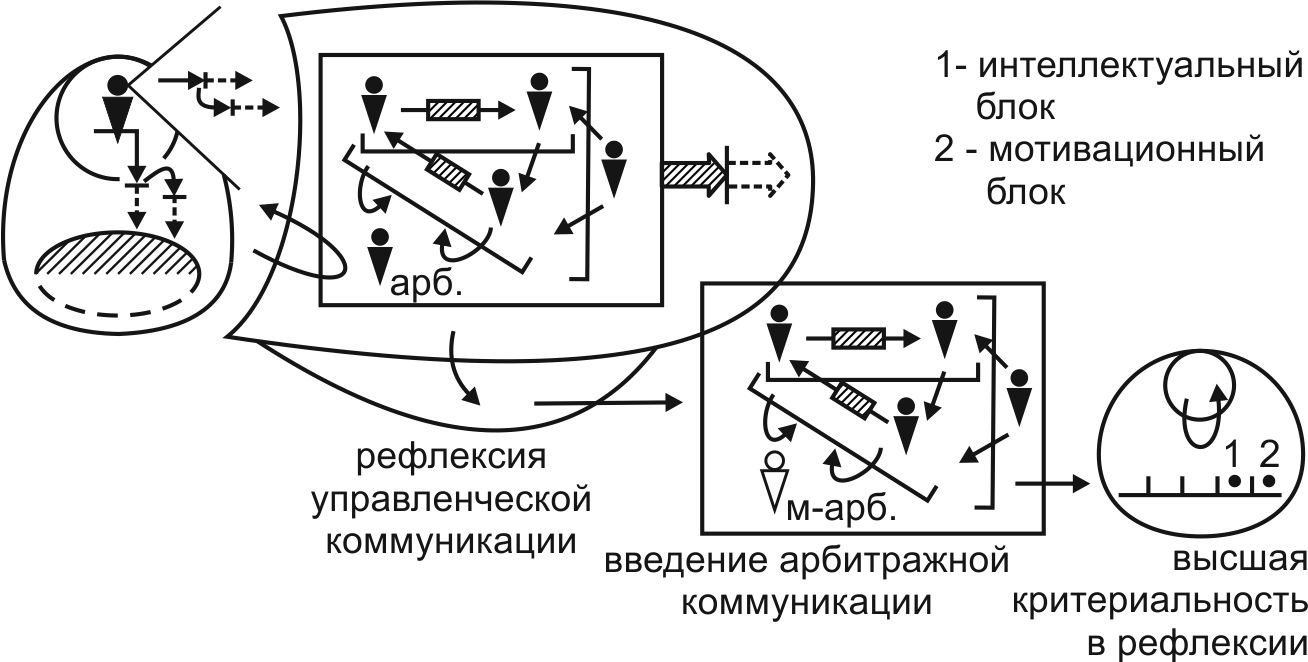 1- интеллектуальный
блок
2 - мотивационный
блок
арб.
рефлексия
управленческой
коммуникации
м-арб.
введение арбитражной
коммуникации
1 2
высшая
критериальность
в рефлексии